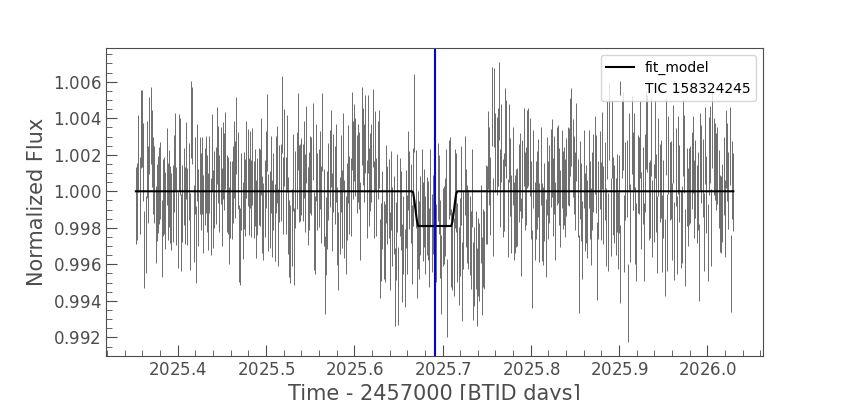 fit_model
TIC 158324245
1.006
1.004
1.002
1.000
0.998
0.996
0.994
0.992
Normalized Flux
2025.4 2025.5 2025.6 2025.7 2025.8 2025.9 2026.0
Time - 2457000 [BTJD days]